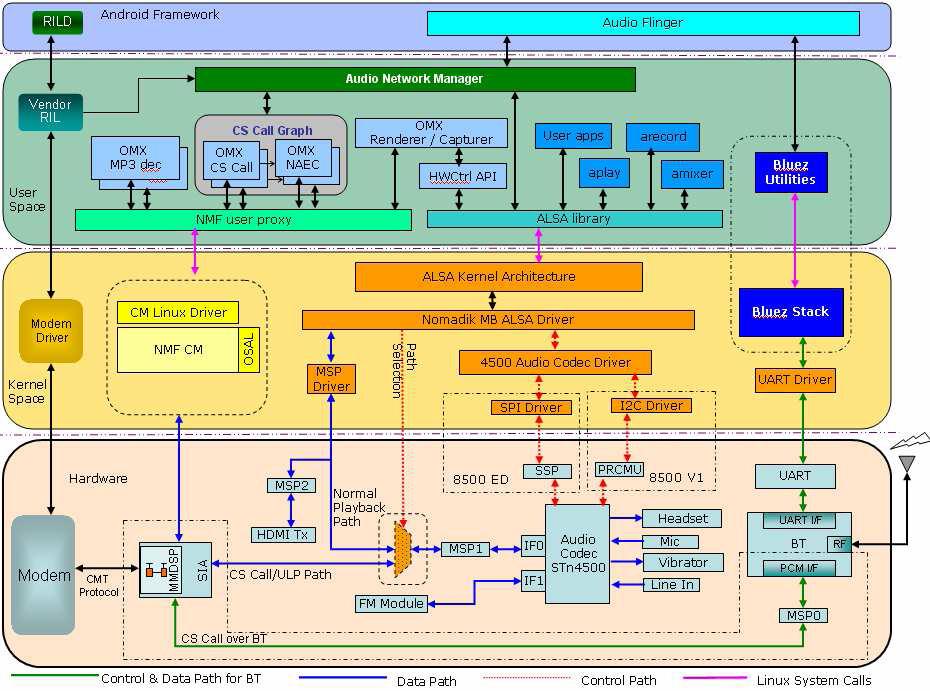 RILD
Android Framework
Audio Flinger
Audio Network Manager
Vendor
RIL
CS Call Graph
OMX
MP3 dec
OMX
CS Call
OMX
NAEC
OMX
Renderer / Capturer
HWCtrl API
User apps
arecord
aplay
amixer
Bluez
Utilities
User
Space
NMF user proxy
ALSA library
ALSA Kernel Architecture
CM Linux Driver
NMF CM
OSAL
Nomadik MB ALSA Driver
Bluez Stack
Modem
Driver
MSP
Driver
Path
Selection
4500 Audio Codec Driver
UART Driver
Kernel
Space
SPI Driver
I2C Driver
Hardware
8500 ED
SSP
PRCMU
8500 V1
UART
MSP2
Normal
Playback
Path
HDMI Tx
UART I/F
BT
RF
PCM I/F
Modem
CMT
Protocol
MMDSP
SIA
CS Call/ULP Path
MSP1
IF0
IF1
Audio
Codec
STn4500
Headset
Mic
Vibrator
Line In
FM Module
MSP0
CS Call over BT
Control & Data Path for BT
Data Path
Control Path
Linux System Calls